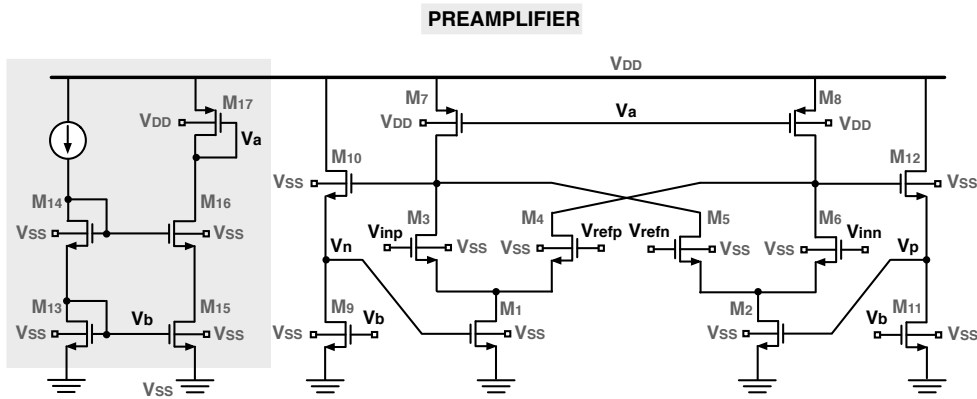 PREAMPLIFIER
VDD
M17
VDD
Va
M7
VDD
Va
M8
VDD
M10
VSS
M12
VSS
M14
VSS
M16
VSS
Vinp
M3
VSS
M4
VSS
Vrefp
Vrefn
M5
VSS
M6
VSS
Vinn
Vn
Vp
M13
VSS
Vb
M15
VSS
M9
VSS
Vb
M1
VSS
M2
VSS
M11
Vb
VSS
VSS